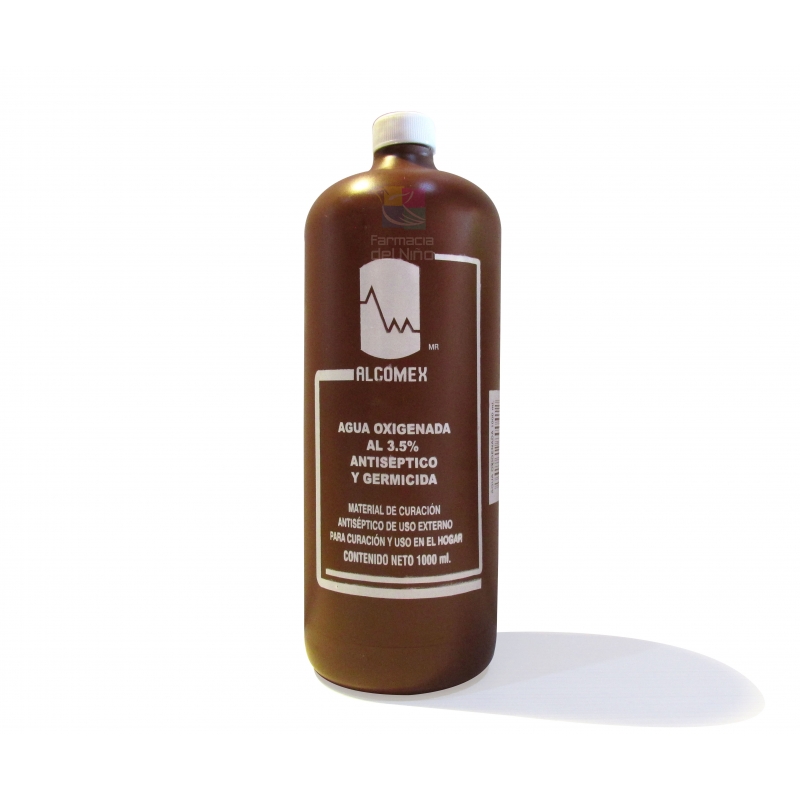 Farmacia
del Niño
MR
ALCOMEX
AGUA OXIGENADA
AL 3.5%
ANTISÉPTICO
Y GERMICIDA
MATERIAL DE CURACIÓN
ANTISÉPTICO DE USO EXTERNO
PARA CURACIÓN Y USO EN EL HOGAR
CONTENIDO NETO 1000 ml.